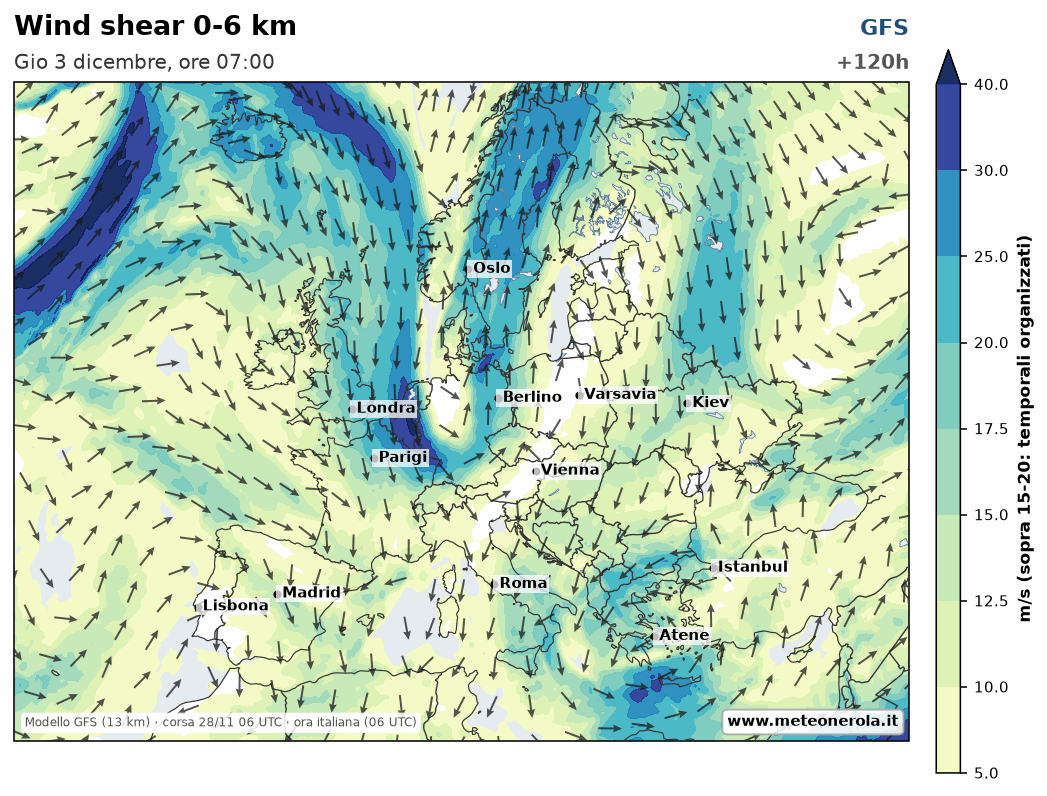 Wind shear 0-6 km
GFS
Gio 3 dicembre, ore 07:00
+120h
40.0
30.0
25.0
20.0
17.5
15.0
12.5
10.0
5.0
m/s (sopra 15-20: temporali organizzati)
Oslo
Berlino
Varsavia
Londra
Kiev
Parigi
Vienna
Istanbul
Roma
Madrid
Lisbona
Atene
Modello GFS (13 km) · corsa 28/11 06 UTC · ora italiana (06 UTC)
www.meteonerola.it